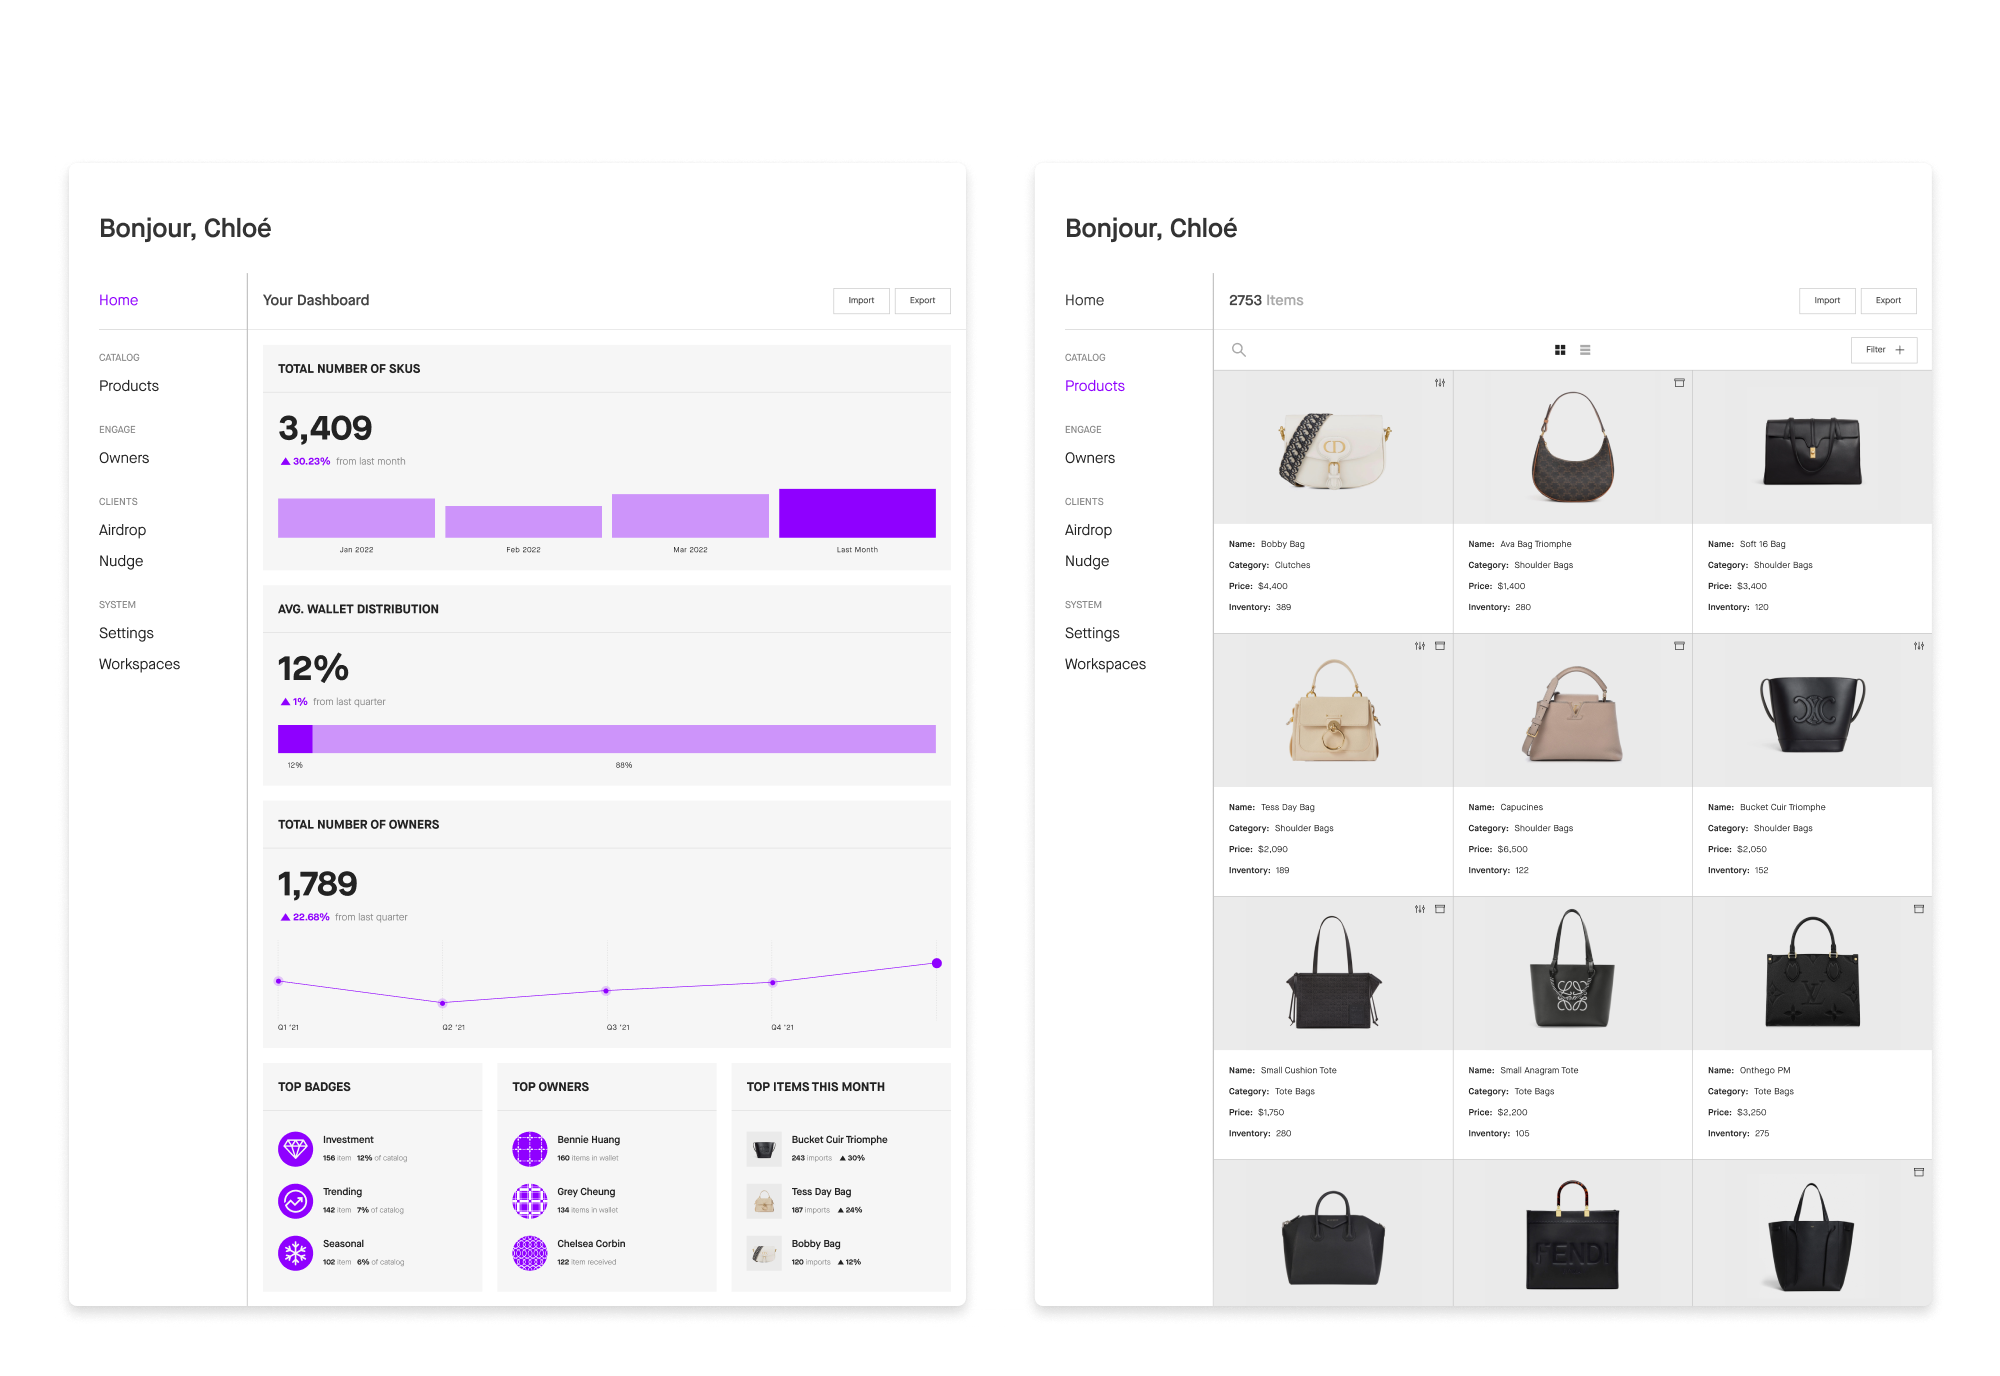 Bonjour, Chloé
Home
Your Dashboard
Import
Export
CATALOG
Products
ENGAGE
Owners
CLIENTS
Airdrop
Nudge
SYSTEM
Settings
Workspaces
TOTAL NUMBER OF SKUS
3,409
30.23% from last month
Jan 2022 Feb 2022 Mar 2022 Last Month
AVG. WALLET DISTRIBUTION
12%
1% from last quarter
12% 88%
TOTAL NUMBER OF OWNERS
1,789
22.68% from last quarter
Q1 '21 Q2 '21 Q3 '21 Q4 '21
TOP BADGES
Investment
156 item 12% of catalog
Trending
142 item 7% of catalog
Seasonal
102 item 6% of catalog
TOP OWNERS
Bennie Huang
160 items in wallet
Grey Cheung
134 items in wallet
Chelsea Corbin
122 item received
TOP ITEMS THIS MONTH
Bucket Cuir Triomphe
243 imports 30%
Tess Day Bag
187 imports 24%
Bobby Bag
120 imports 12%
Bonjour, Chloé
Home
2753 Items
Import
Export
CATALOG
Products
ENGAGE
Owners
CLIENTS
Airdrop
Nudge
SYSTEM
Settings
Workspaces
Filter
CD
Name: Bobby Bag
Category: Clutches
Price: $4,400
Inventory: 389
Name: Ava Bag Triomphe
Category: Shoulder Bags
Price: $1,400
Inventory: 280
Name: Soft 16 Bag
Category: Shoulder Bags
Price: $3,400
Inventory: 120
Name: Tess Day Bag
Category: Shoulder Bags
Price: $2,090
Inventory: 189
Name: Capucines
Category: Shoulder Bags
Price: $6,500
Inventory: 122
Name: Bucket Cuir Triomphe
Category: Shoulder Bags
Price: $2,050
Inventory: 152
Name: Small Cushion Tote
Category: Tote Bags
Price: $1,750
Inventory: 280
Name: Small Anagram Tote
Category: Tote Bags
Price: $2,200
Inventory: 105
Name: Onthego PM
Category: Tote Bags
Price: $3,250
Inventory: 275
FENDI